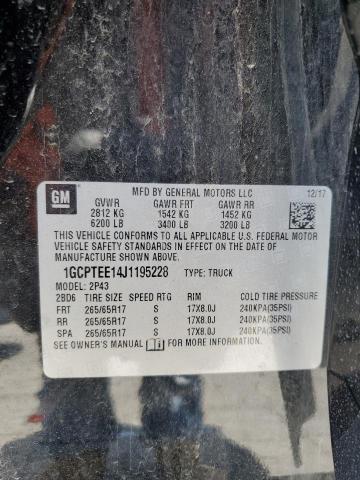 GM
MFD BY GENERAL MOTORS LLC 12/17
GVWR GAWR FRT GAWR RR
2812 KG 1542 KG 1452 KG
6200 LB 3400 LB 3200 LB
THIS VEHICLE CONFORMS TO ALL APPLICABLE U.S. FEDERAL MOTOR
VEHICLE SAFETY STANDARDS IN EFFECT ON THE DATE OF
MANUFACTURE SHOWN ABOVE.
1GCPTEE14J1195228 TYPE: TRUCK
MODEL: 2P43
2BD6 TIRE SIZE SPEED RTG RIM COLD TIRE PRESSURE
FRT 265/65R17 S 17X8.0J 240KPA(35PSI)
RR 265/65R17 S 17X8.0J 240KPA(35PSI)
SPA 265/65R17 S 17X8.0J 240KPA(35PSI)
SEE OWNER'S MANUAL FOR MORE INFORMATION